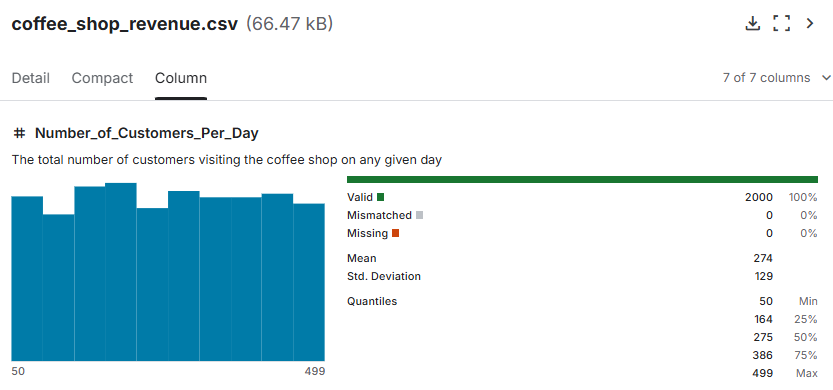 coffee_shop_revenue.csv (66.47 kB)
Detail Compact Column 7 of 7 columns
# Number_of_Customers_Per_Day
The total number of customers visiting the coffee shop on any given day
Valid 2000 100%
Mismatched 0 0%
Missing 0 0%
Mean 274
Std. Deviation 129
Quantiles 50 Min
164 25%
275 50%
386 75%
50 499 499 Max